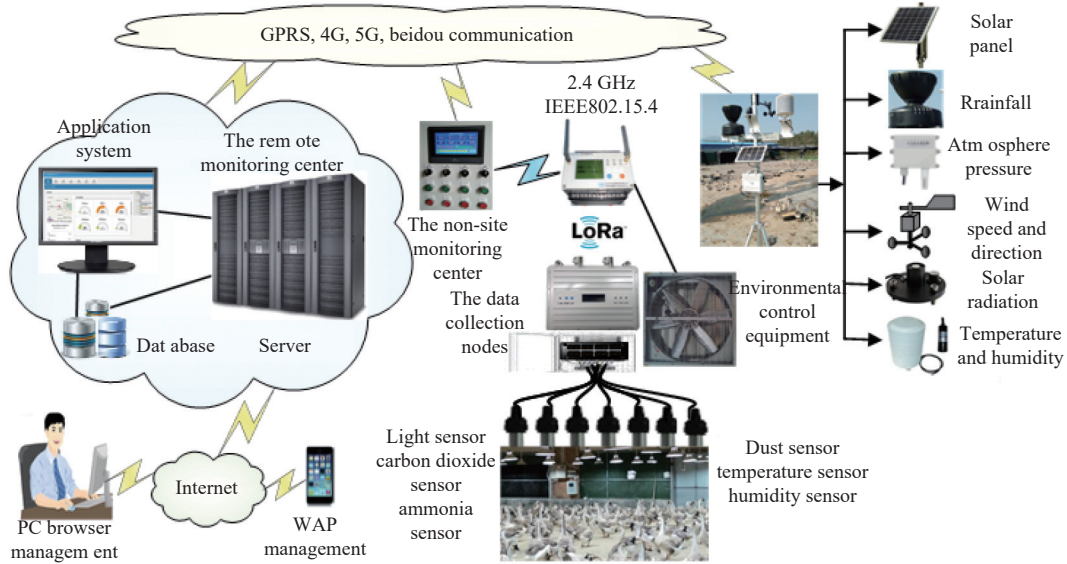 GPRS, 4G, 5G, beidou communication
Application
system
The rem ote
monitoring center
Dat abase
Server
2.4 GHz
IEEE802.15.4
The non-site
monitoring
center
LoRa
The data
collection
nodes
Environmental
control
equipment
Solar
panel
Rrainfall
Atm osphere
pressure
Wind
speed and
direction
Solar
radiation
Temperature
and humidity
Light sensor
carbon dioxide
sensor
ammonia
sensor
Dust sensor
temperature sensor
humidity sensor
Internet
PC browser
managem ent
WAP
management